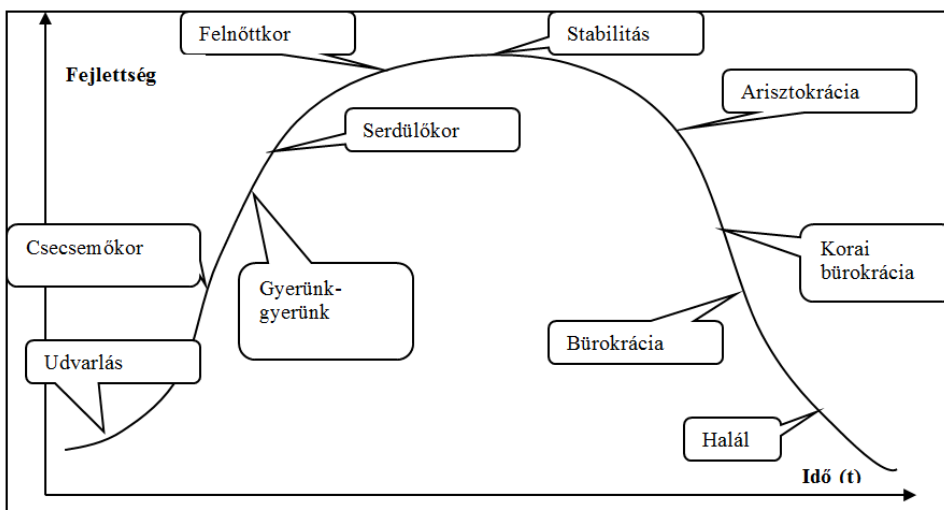 Felnőttkor
Stabilitás
Fejlettség
Arisztokrácia
Serdülőkor
Csecsemőkor
Korai
bürokrácia
Gyerünk-
gyerünk
Bürokrácia
Udvarlás
Halál
Idő (t)